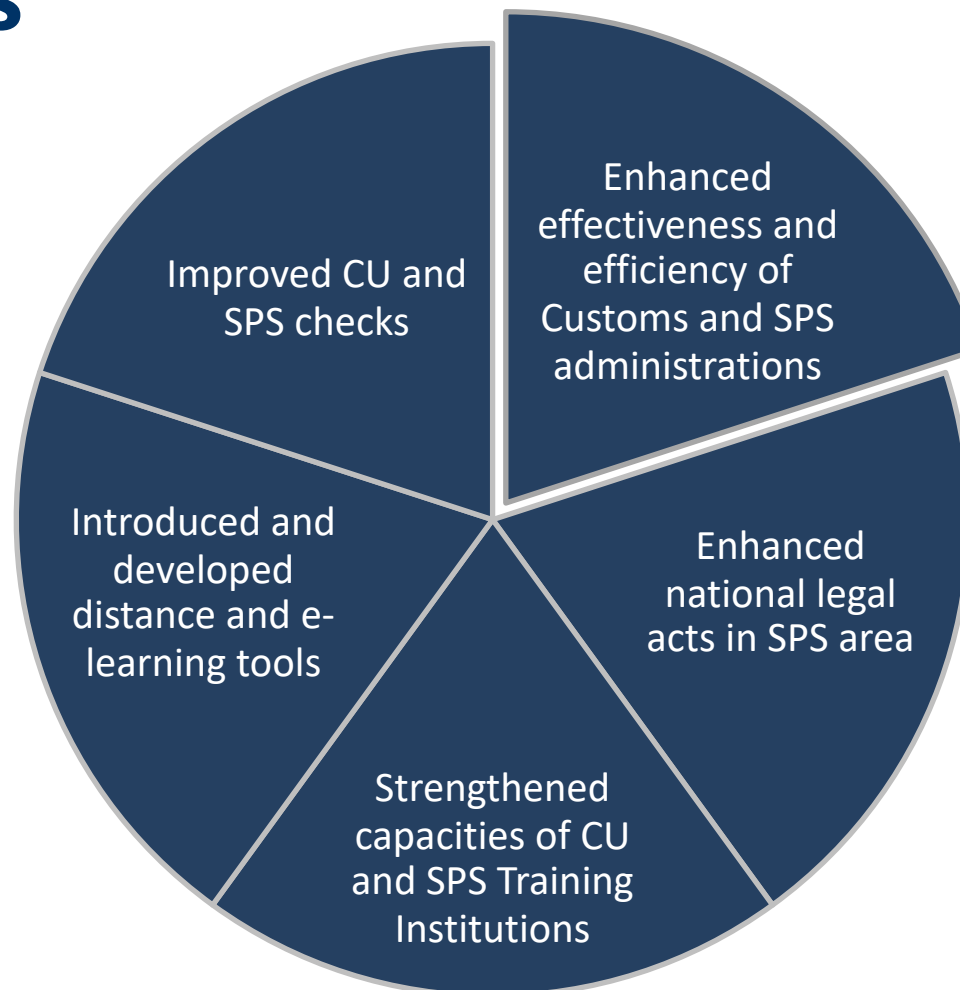 s
Enhanced
effectiveness and
efficiency of
Customs and SPS
administrations
Enhanced
national legal
acts in SPS area
Strengthened
capacities of CU
and SPS Training
Institutions
Introduced and
developed
distance and e-
learning tools
Improved CU and
SPS checks